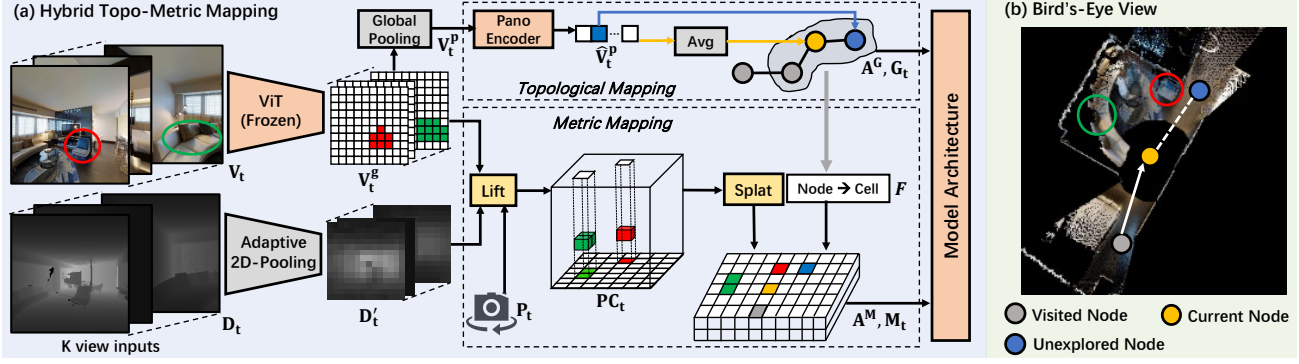 (a) Hybrid Topo-Metric Mapping
Global
Pooling
V_t^p
Pano
Encoder
V̂_t^p
Avg
A^G, G_t
Topological Mapping
ViT
(Frozen)
V_t
V_t^g
Metric Mapping
Lift
Splat
Node → Cell
F
Adaptive
2D-Pooling
D_t
D_t′
P_t
PC_t
A^M, M_t
K view inputs
Model Architecture
(b) Bird's-Eye View
Visited Node
Current Node
Unexplored Node